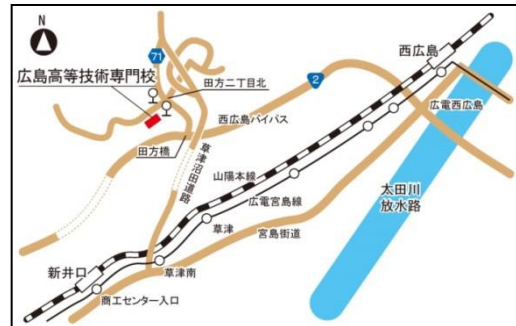 N
71
西広島
広島高等技術専門校
田方二丁目北
2
広電西広島
西広島バイパス
田方橋
草津沼田道路
山陽本線
太田川
放水路
広電宮島線
草津
宮島街道
新井口
草津南
商工センター入口